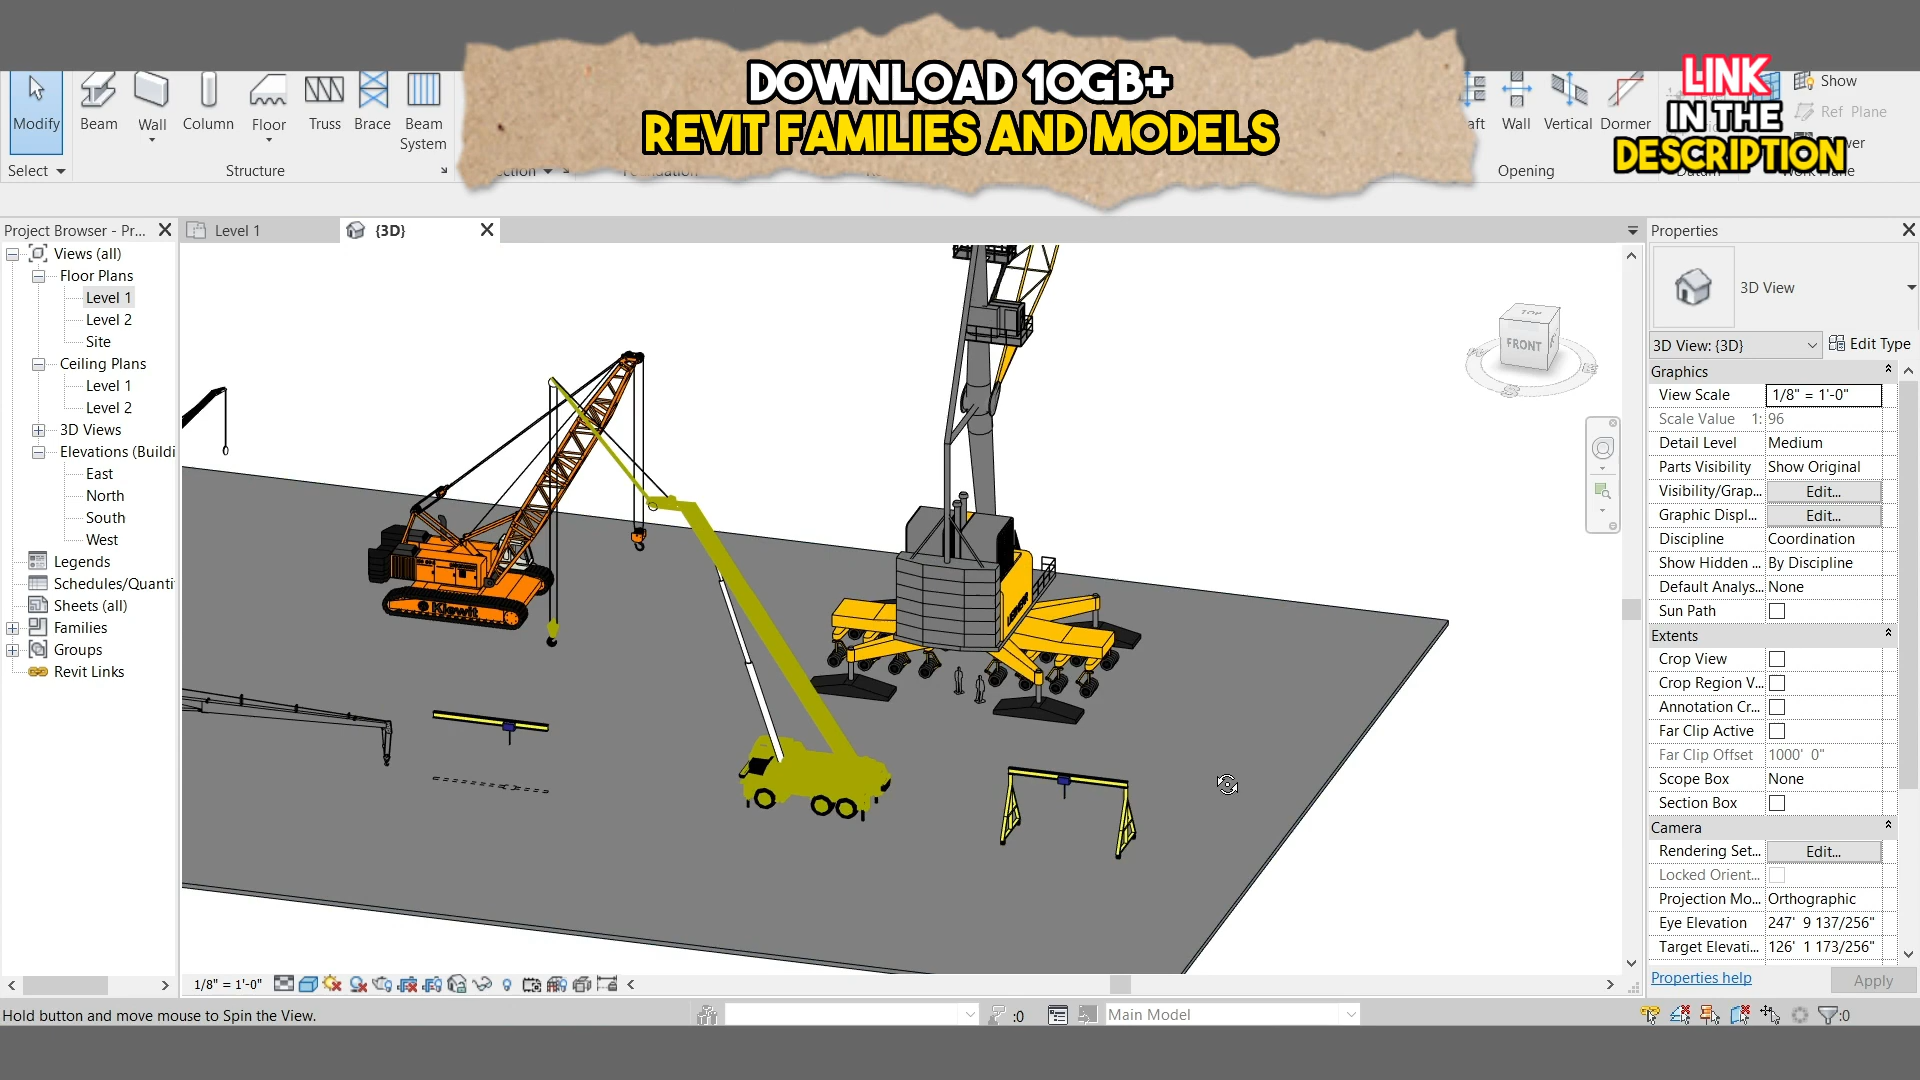 DOWNLOAD 10GB+
REVIT FAMILIES AND MODELS
LINK
IN THE
DESCRIPTION
Modify
Beam
Wall
Column
Floor
Truss
Brace
Beam
System
Wall
Vertical
Dormer
Show
Ref Plane
Select
Structure
Opening
Project Browser - Pr...
Level 1
{3D}
Properties
Views (all)
Floor Plans
Level 1
Level 2
Site
Ceiling Plans
Level 1
Level 2
3D Views
Elevations (Buildi
East
North
South
West
Legends
Schedules/Quanti
Sheets (all)
Families
Groups
Revit Links
TOP
FRONT
Kiewit
3D View
3D View: {3D}
Edit Type
Graphics
View Scale 1/8" = 1'-0"
Scale Value 1: 96
Detail Level Medium
Parts Visibility Show Original
Visibility/Grap... Edit...
Graphic Displ... Edit...
Discipline Coordination
Show Hidden ... By Discipline
Default Analys... None
Sun Path
Extents
Crop View
Crop Region V...
Annotation Cr...
Far Clip Active
Far Clip Offset 1000' 0"
Scope Box None
Section Box
Camera
Rendering Set... Edit...
Locked Orient...
Projection Mo... Orthographic
Eye Elevation 247' 9 137/256"
Target Elevati... 126' 1 173/256"
Properties help
Apply
1/8" = 1'-0"
Hold button and move mouse to Spin the View.
:0
Main Model
:0